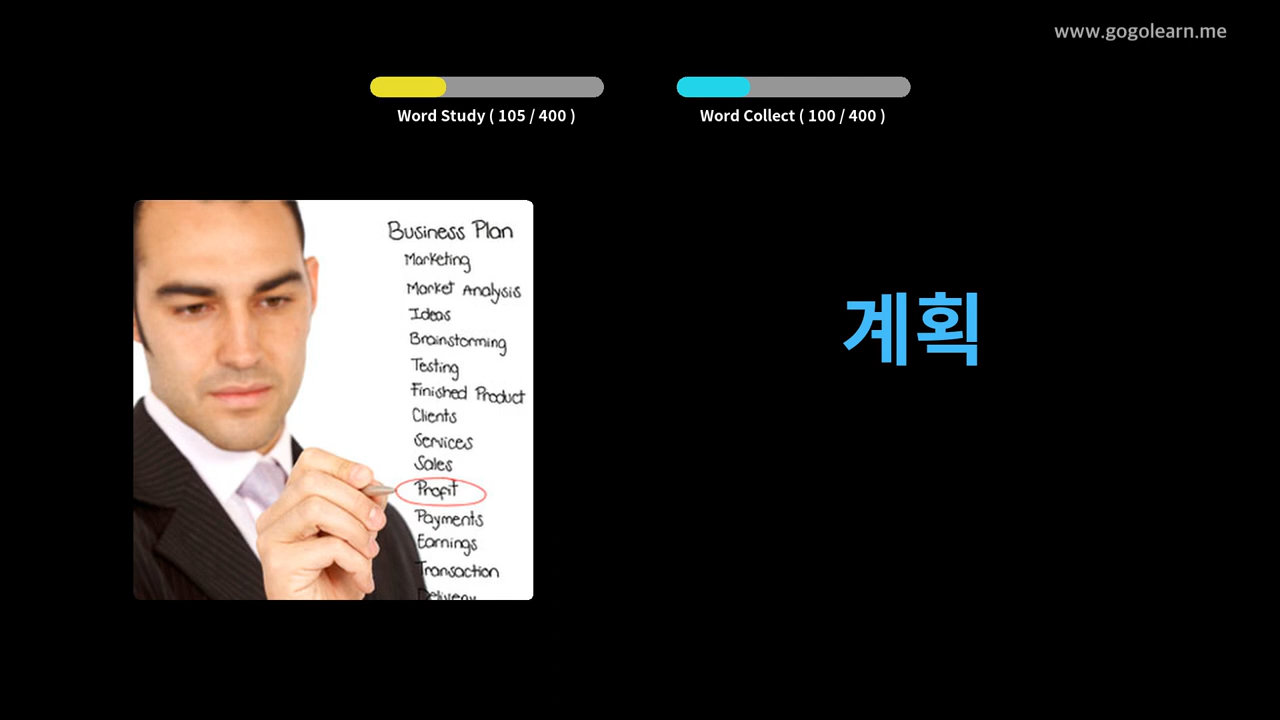 www.gogolearn.me
Word Study ( 105 / 400 )
Word Collect ( 100 / 400 )
Business Plan
Marketing
Market Analysis
Ideas
Brainstorming
Testing
Finished Product
Clients
Services
Sales
Profit
Payments
Earnings
Transaction
Delivery
계획